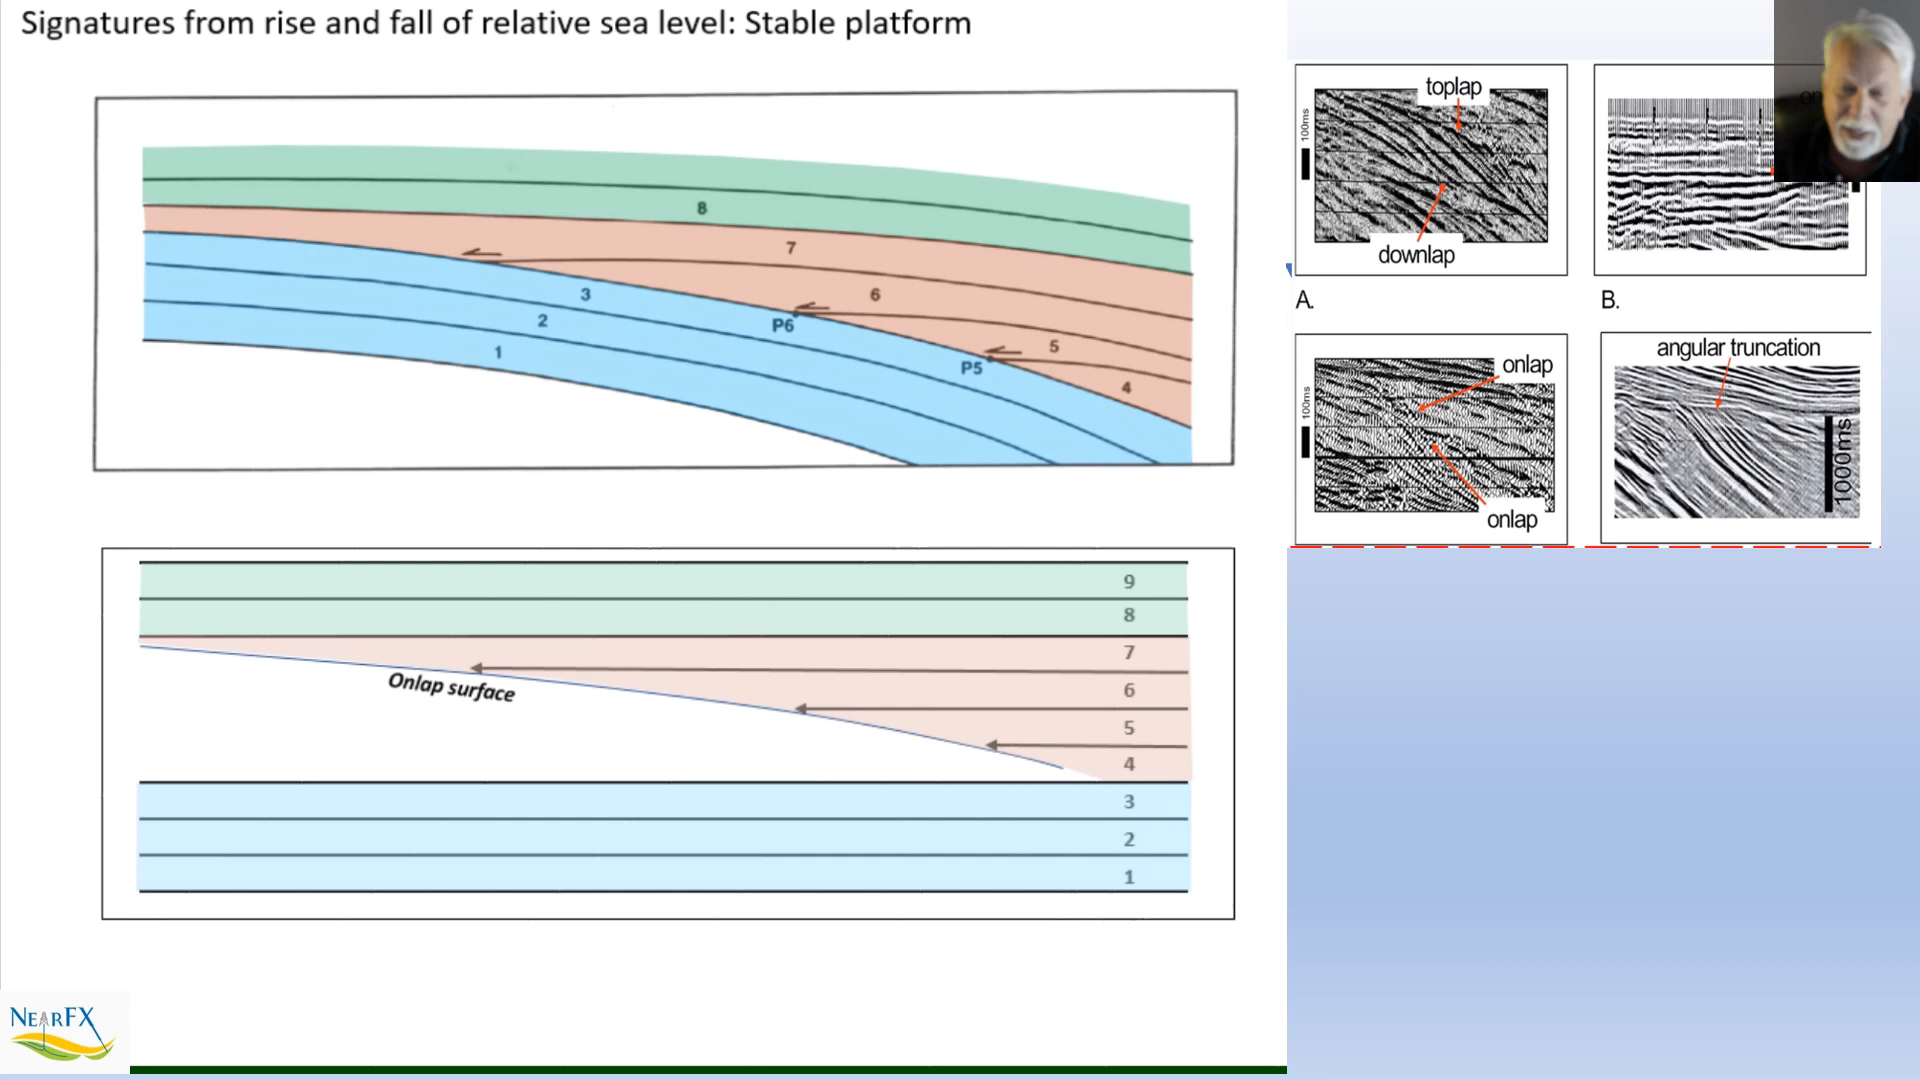 Signatures from rise and fall of relative sea level: Stable platform
8
7
6
3
P6
2
5
P5
1
4
9
8
7
Onlap surface
6
5
4
3
2
1
NEARFX
toplap
100ms
downlap
A.
on
B.
onlap
100ms
onlap
angular truncation
1000ms